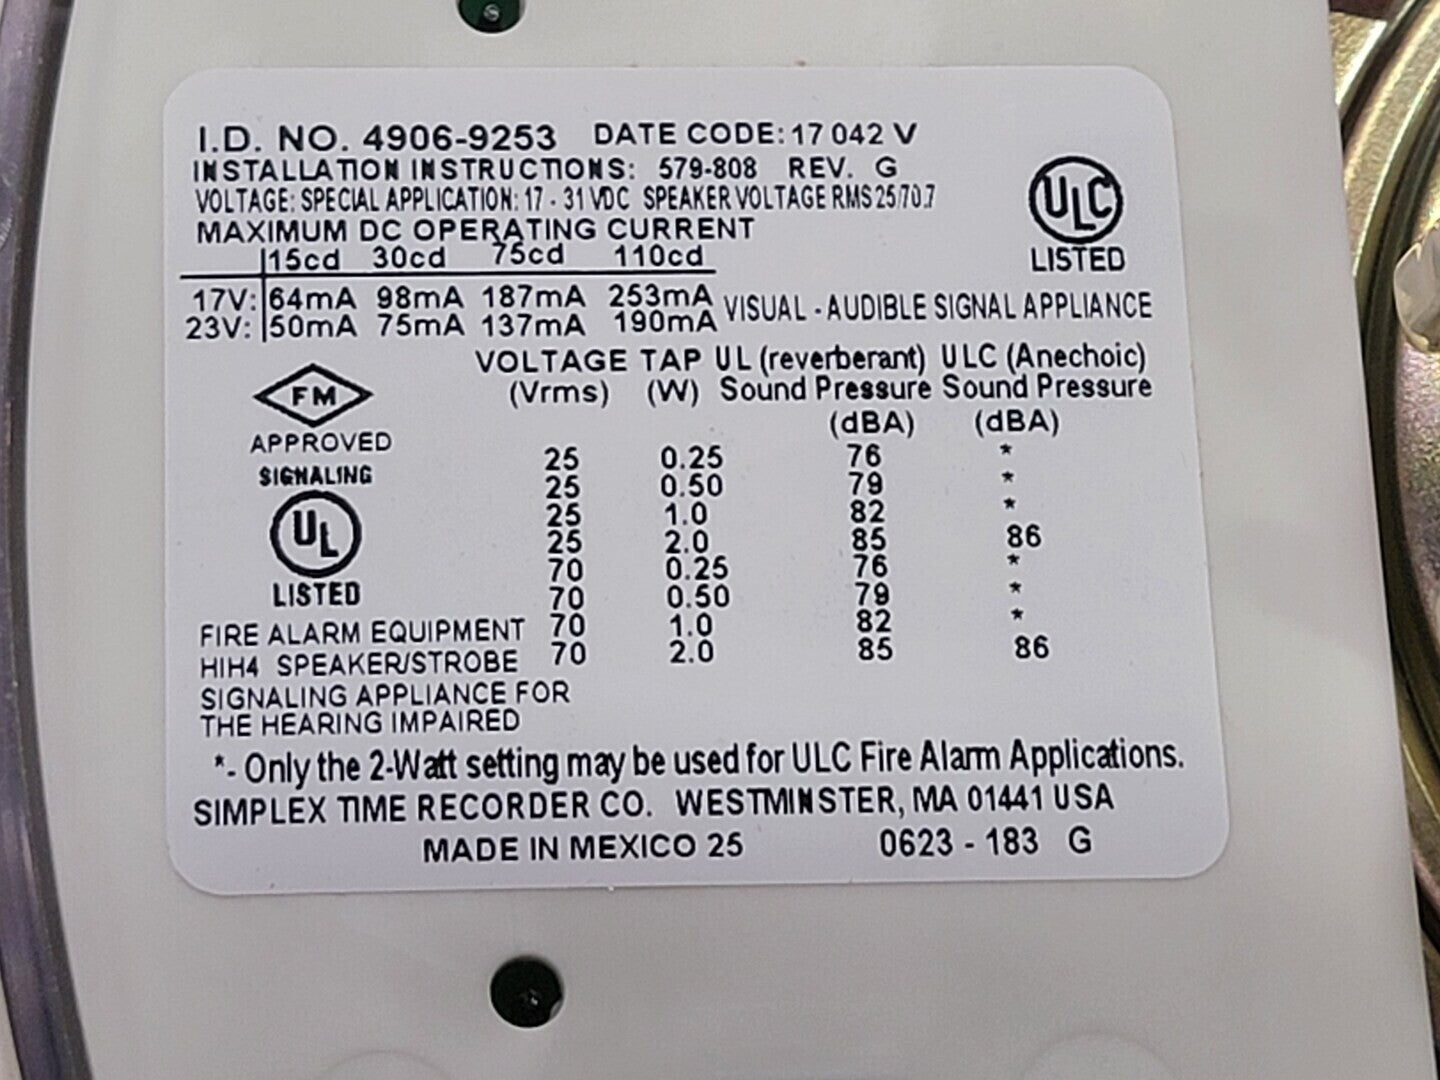 I.D. NO. 4906-9253 DATE CODE: 17 042 V
INSTALLATION INSTRUCTIONS: 579-808 REV. G
VOLTAGE: SPECIAL APPLICATION: 17 - 31 VDC SPEAKER VOLTAGE RMS 25/70.7
MAXIMUM DC OPERATING CURRENT
15cd 30cd 75cd 110cd
17V: 64mA 98mA 187mA 253mA
23V: 50mA 75mA 137mA 190mA
ULC
LISTED
VISUAL - AUDIBLE SIGNAL APPLIANCE
VOLTAGE TAP UL (reverberant) ULC (Anechoic)
(Vrms) (W) Sound Pressure Sound Pressure
(dBA) (dBA)
25 0.25 76 *
25 0.50 79 *
25 1.0 82 *
25 2.0 85 86
70 0.25 76 *
70 0.50 79 *
70 1.0 82 *
70 2.0 85 86
FM
APPROVED
SIGNALING
UL
LISTED
FIRE ALARM EQUIPMENT
HIH4 SPEAKER/STROBE
SIGNALING APPLIANCE FOR
THE HEARING IMPAIRED
*- Only the 2-Watt setting may be used for ULC Fire Alarm Applications.
SIMPLEX TIME RECORDER CO. WESTMINSTER, MA 01441 USA
MADE IN MEXICO 25 0623 - 183 G